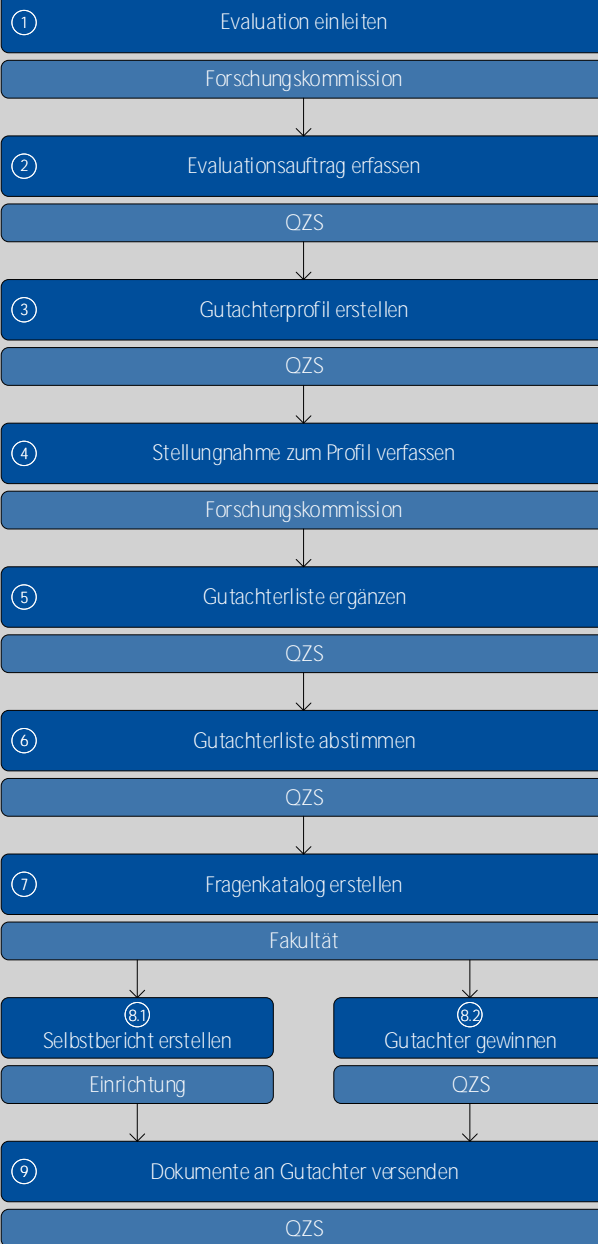 1 Evaluation einleiten
Forschungskommission
2 Evaluationsauftrag erfassen
QZS
3 Gutachterprofil erstellen
QZS
4 Stellungnahme zum Profil verfassen
Forschungskommission
5 Gutachterliste ergänzen
QZS
6 Gutachterliste abstimmen
QZS
7 Fragenkatalog erstellen
Fakultät
8.1
Selbstbericht erstellen
Einrichtung
8.2
Gutachter gewinnen
QZS
9 Dokumente an Gutachter versenden
QZS